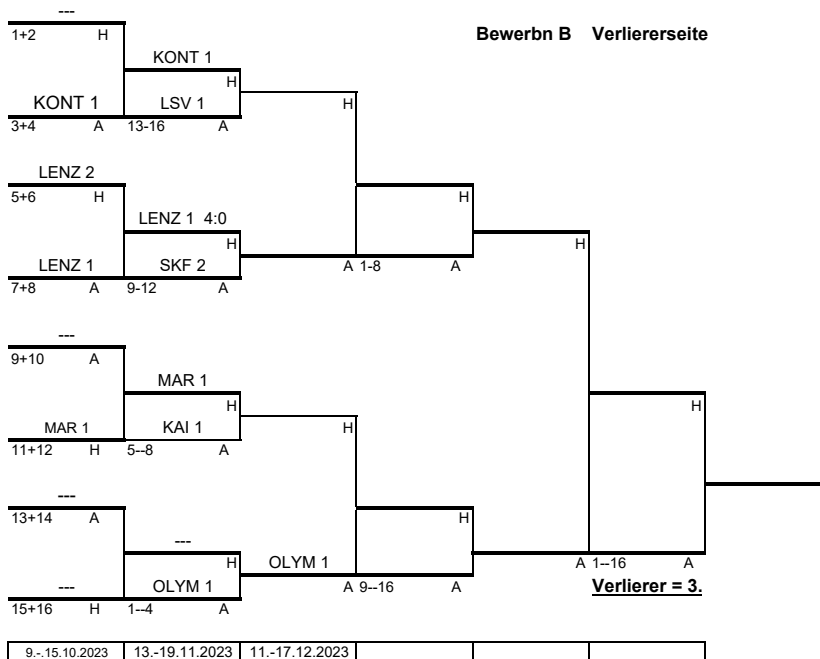 ---
Bewerbn B Verliererseite
1+2 H
KONT 1
H
KONT 1 LSV 1 H
3+4 A 13-16 A
LENZ 2
5+6 H H
LENZ 1 4:0
H H
LENZ 1 SKF 2 A 1-8 A
7+8 A 9-12 A
---
9+10 A
MAR 1
H H
MAR 1 KAI 1 H
11+12 H 5--8 A
---
13+14 A H
---
H OLYM 1 A 1--16 A
--- OLYM 1 A 9--16 A Verlierer = 3.
15+16 H 1--4 A
9.-.15.10.2023 13.-19.11.2023 11.-17.12.2023